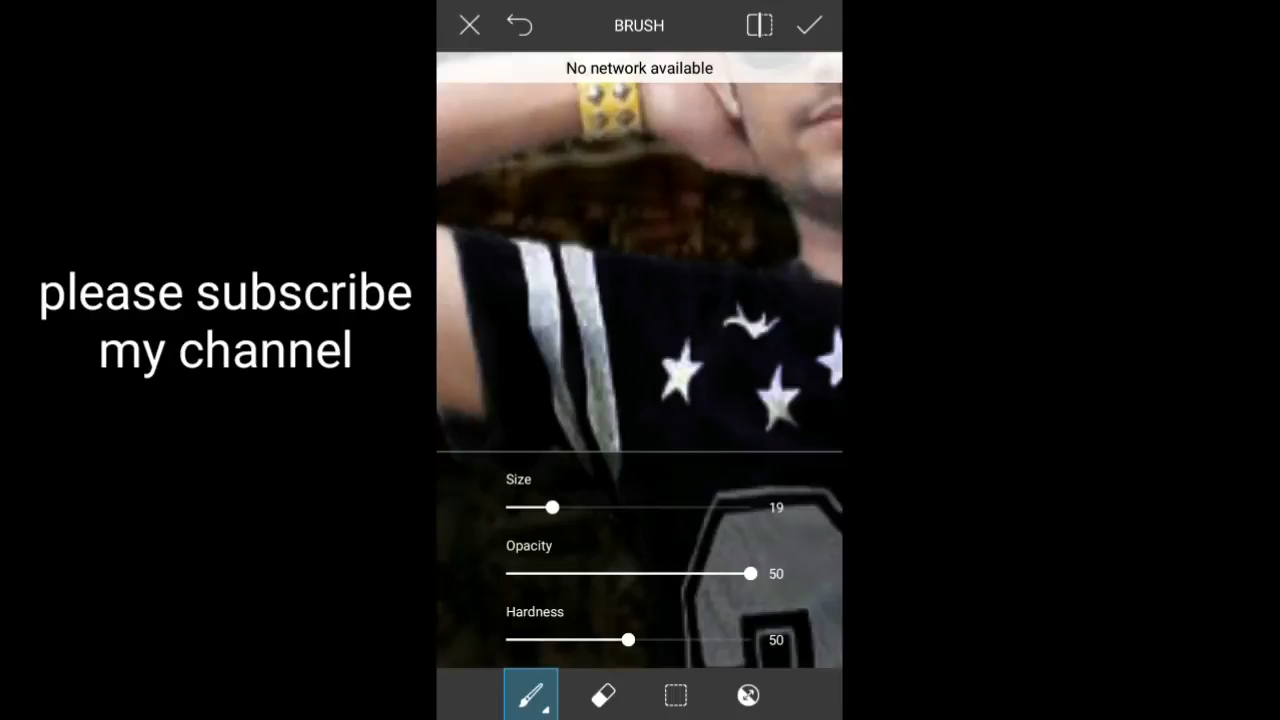 BRUSH
No network available
please subscribe
my channel
Size
19
Opacity
50
Hardness
50